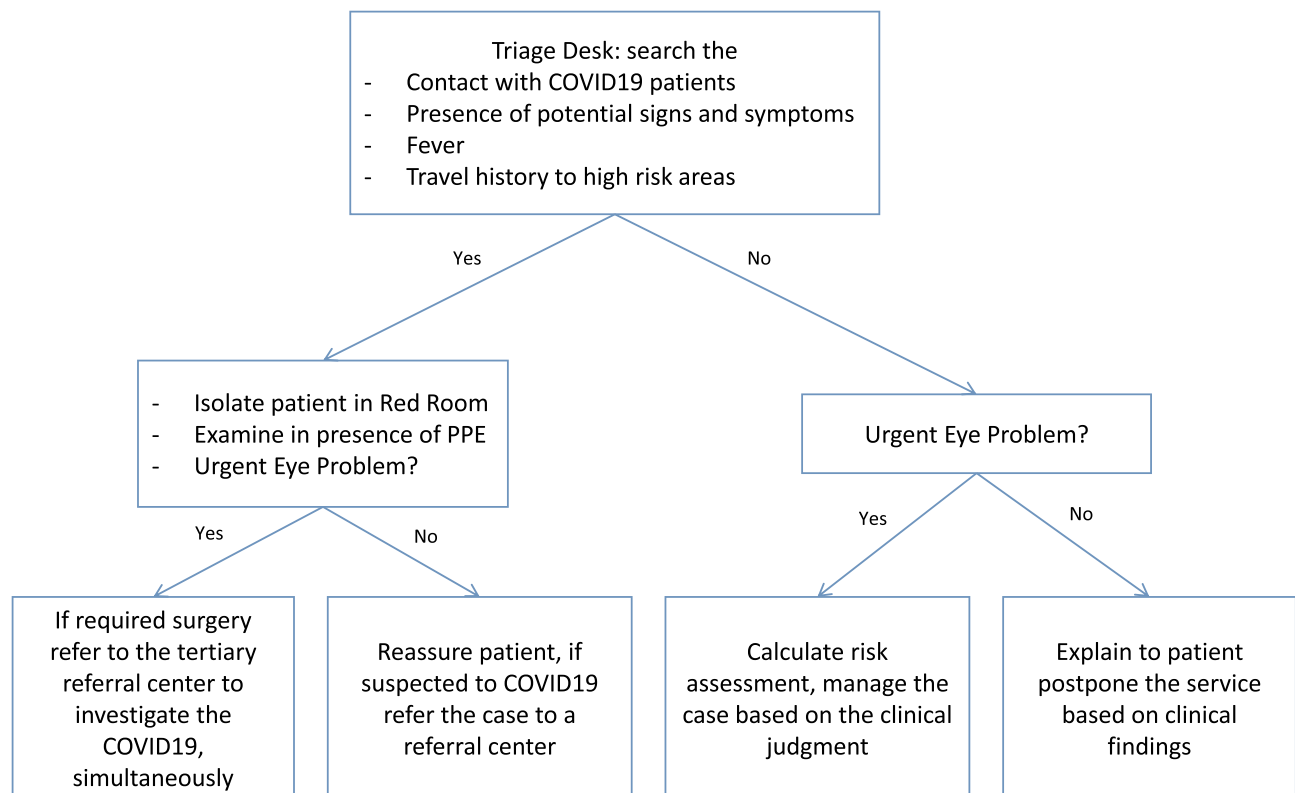 Triage Desk: search the
- Contact with COVID19 patients
- Presence of potential signs and symptoms
- Fever
- Travel history to high risk areas
Yes
No
- Isolate patient in Red Room
- Examine in presence of PPE
- Urgent Eye Problem?
Urgent Eye Problem?
Yes
No
Yes
No
If required surgery
refer to the tertiary
referral center to
investigate the
COVID19,
simultaneously
Reassure patient, if
suspected to COVID19
refer the case to a
referral center
Calculate risk
assessment, manage the
case based on the clinical
judgment
Explain to patient
postpone the service
based on clinical
findings